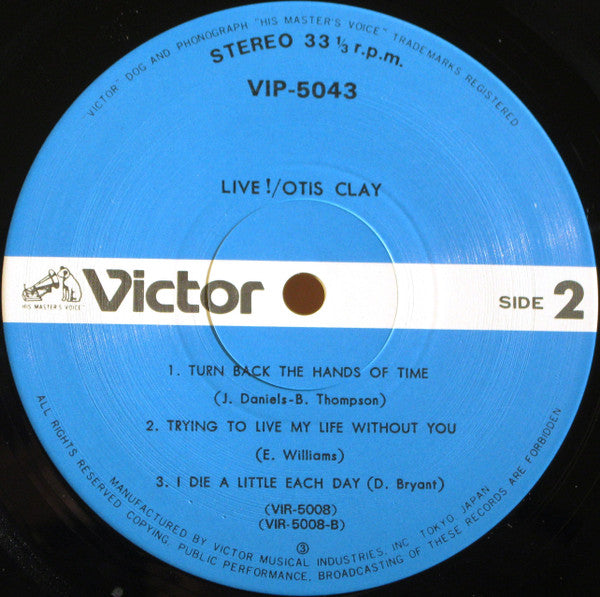 "VICTOR" DOG AND PHONOGRAPH "HIS MASTER'S VOICE" TRADEMARKS REGISTERED
STEREO 33 1/3 r.p.m.
VIP-5043
LIVE!/OTIS CLAY
HIS MASTER'S VOICE
Victor
SIDE 2
1. TURN BACK THE HANDS OF TIME
(J. Daniels-B. Thompson)
2. TRYING TO LIVE MY LIFE WITHOUT YOU
(E. Williams)
3. I DIE A LITTLE EACH DAY (D. Bryant)
(VIR-5008)
(VIR-5008-B)
③
MANUFACTURED BY VICTOR MUSICAL INDUSTRIES, INC. TOKYO JAPAN
ALL RIGHTS RESERVED COPYING, PUBLIC PERFORMANCE, BROADCASTING OF THESE RECORDS ARE FORBIDDEN